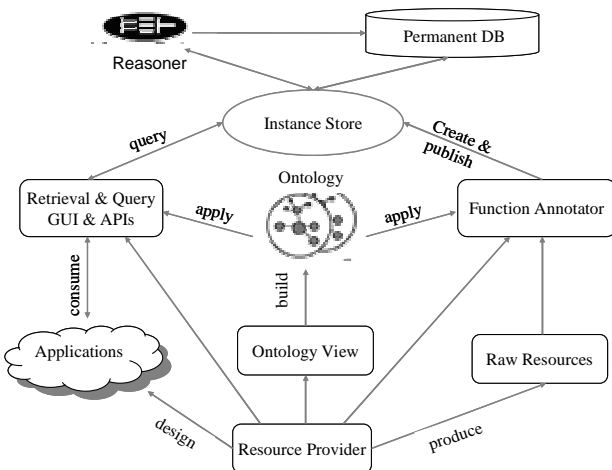 Permanent DB
Reasoner
Instance Store
query
Create &
publish
Ontology
Retrieval & Query
GUI & APIs
apply
apply
Function Annotator
consume
build
Applications
Ontology View
Raw Resources
design
Resource Provider
produce